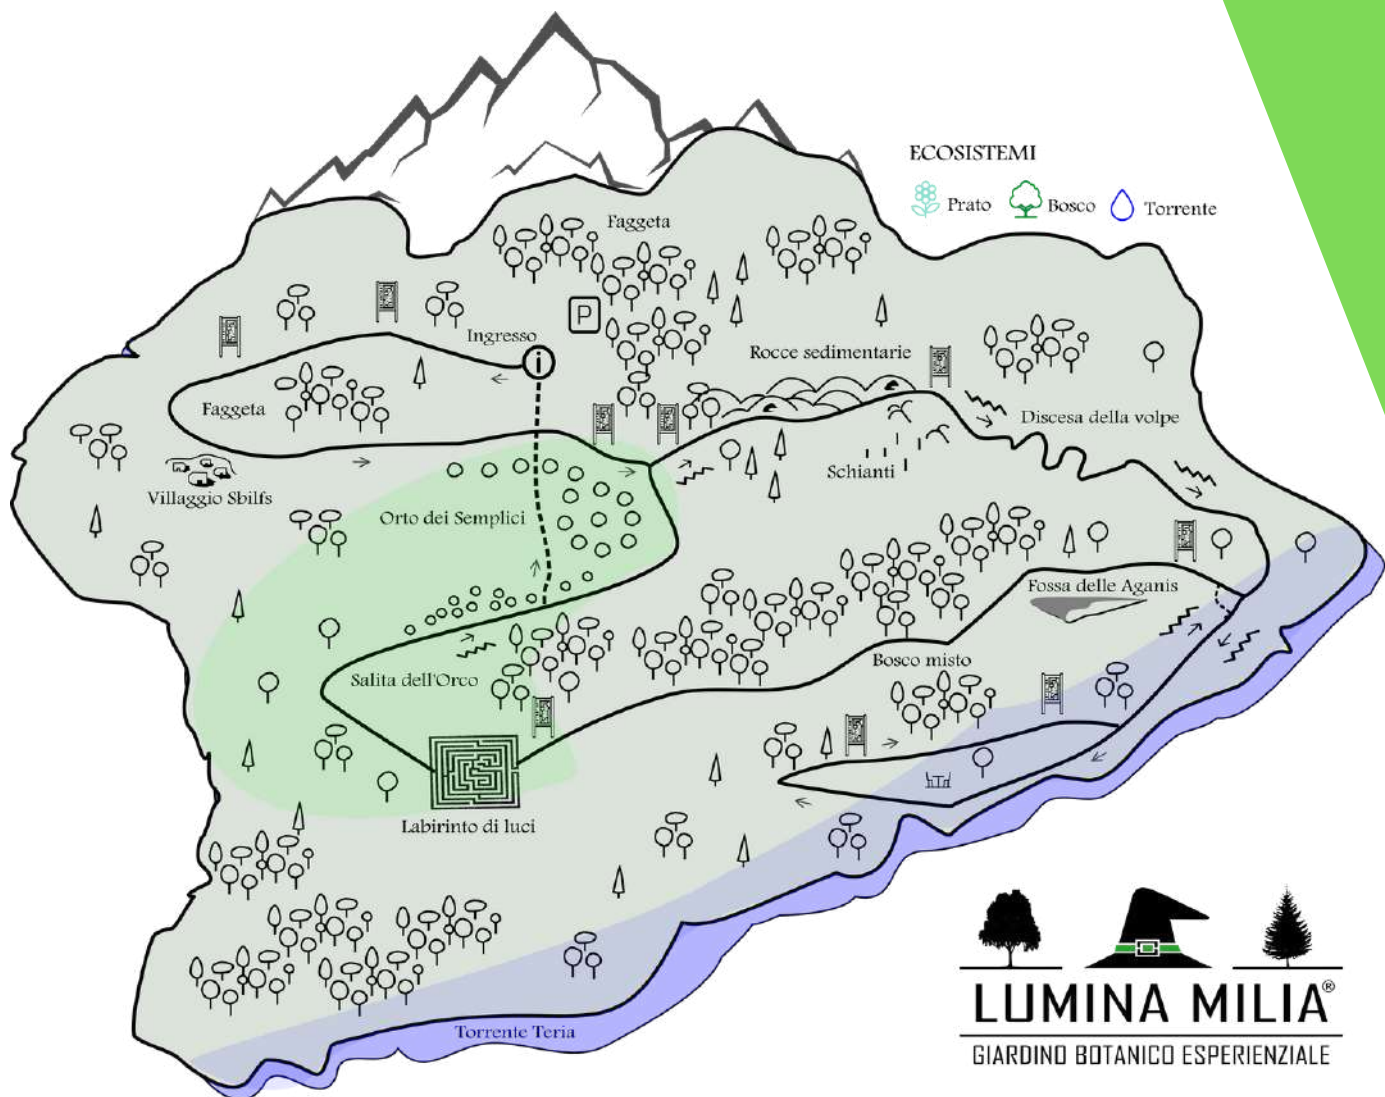 ECOSISTEMI
Prato Bosco Torrente
Faggeta
P
Ingresso
i
Rocce sedimentarie
Faggeta
Discesa della volpe
Schianti
Villaggio Sbilfs
Orto dei Semplici
Fossa delle Aganis
Bosco misto
Salita dell'Orco
Labirinto di luci
Torrente Teria
LUMINA MILIA®
GIARDINO BOTANICO ESPERIENZIALE